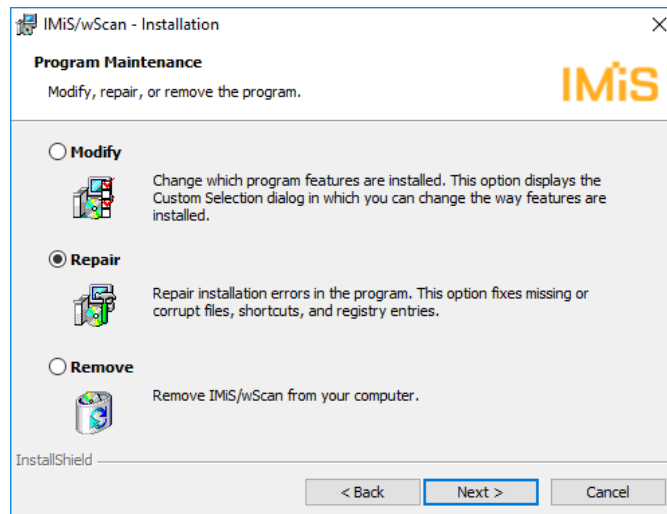 IMiS/wScan - Installation
Program Maintenance
Modify, repair, or remove the program.
IMiS
Modify
Change which program features are installed. This option displays the
Custom Selection dialog in which you can change the way features are
installed.
Repair
Repair installation errors in the program. This option fixes missing or
corrupt files, shortcuts, and registry entries.
Remove
Remove IMiS/wScan from your computer.
InstallShield
< Back
Next >
Cancel